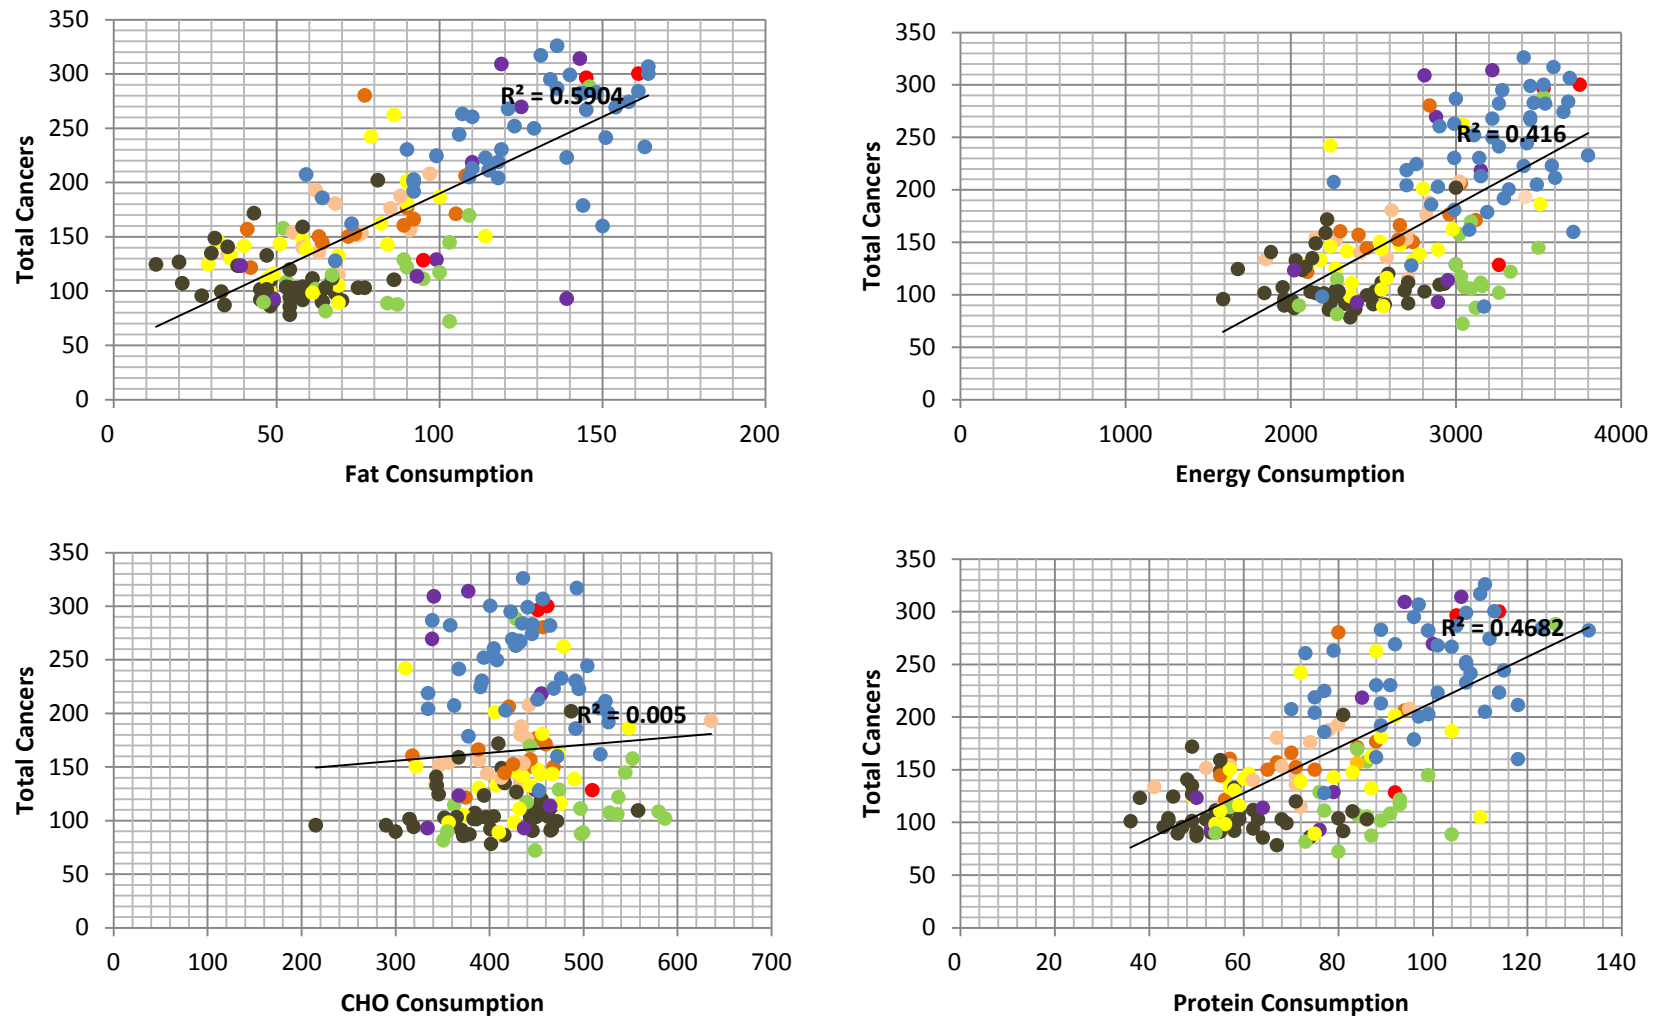 350
300
250
200
150
100
50
0
Total Cancers
R² = 0.5904
0 50 100 150 200
Fat Consumption
350
300
250
200
150
100
50
0
Total Cancers
R² = 0.416
0 1000 2000 3000 4000
Energy Consumption
350
300
250
200
150
100
50
0
Total Cancers
R² = 0.005
0 100 200 300 400 500 600 700
CHO Consumption
350
300
250
200
150
100
50
0
Total Cancers
R² = 0.4682
0 20 40 60 80 100 120 140
Protein Consumption